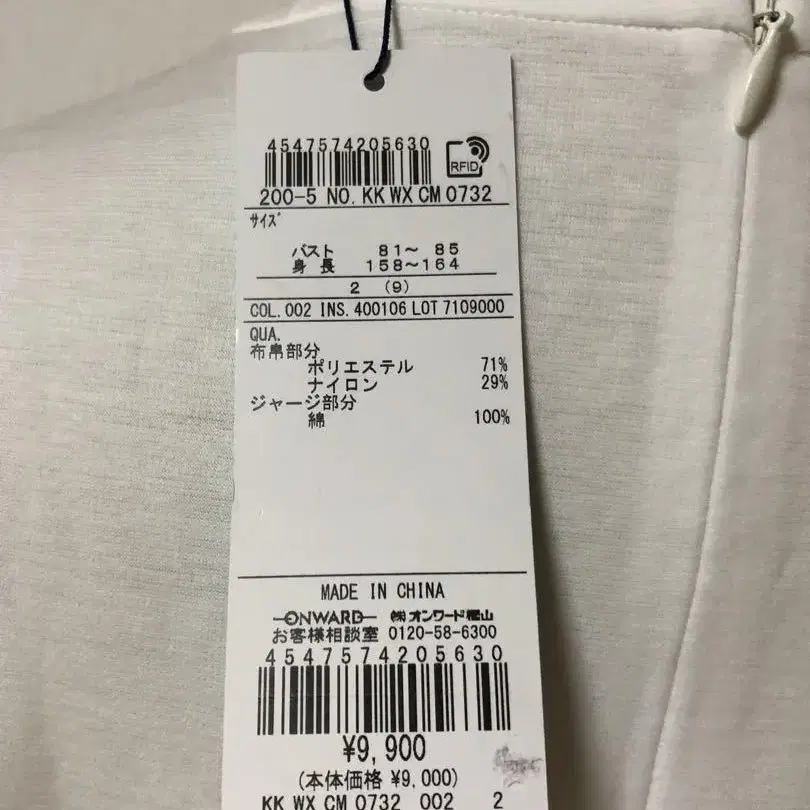 4547574205630
RFID
200-5 NO. KK WX CM 0732
サイズ
バスト 81～ 85
身長 158～164
2 (9)
COL. 002 INS. 400106 LOT 7109000
QUA.
布帛部分
ポリエステル 71%
ナイロン 29%
ジャージ部分
綿 100%
MADE IN CHINA
ONWARD ㈱オンワード樫山
お客様相談室 0120-58-6300
4547574205630
¥9,900
(本体価格 ¥9,000)
KK WX CM 0732 002 2